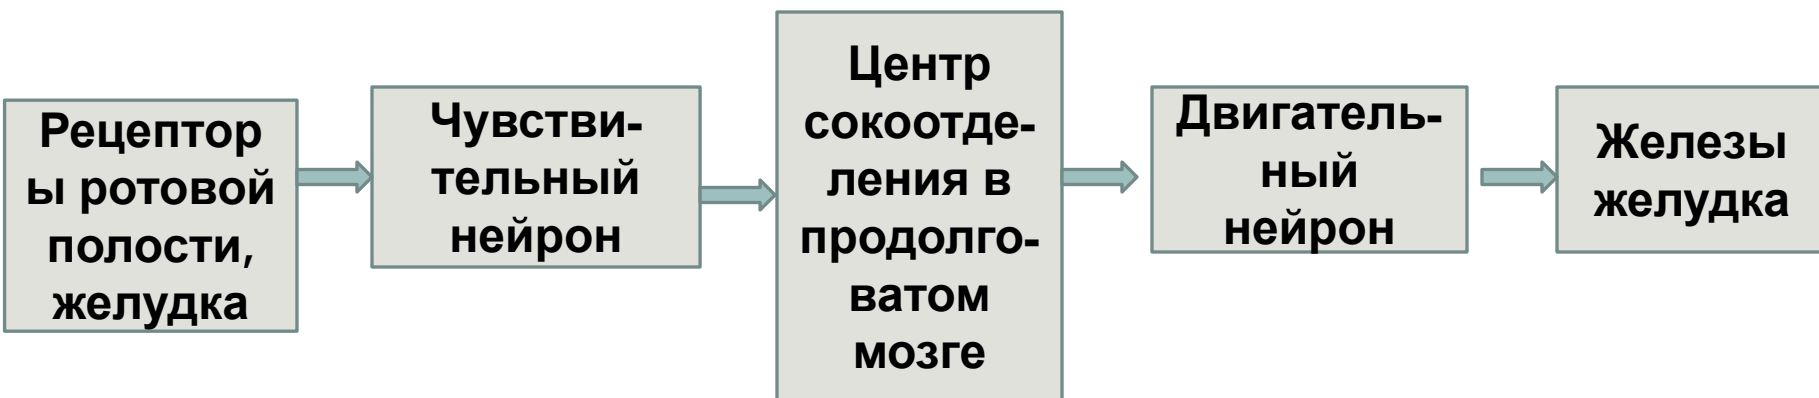 Рецептор
ы ротовой
полости,
желудка
Чувстви-
тельный
нейрон
Центр
сокоотде-
ления в
продолго-
ватом
мозге
Двигатель-
ный
нейрон
Железы
желудка